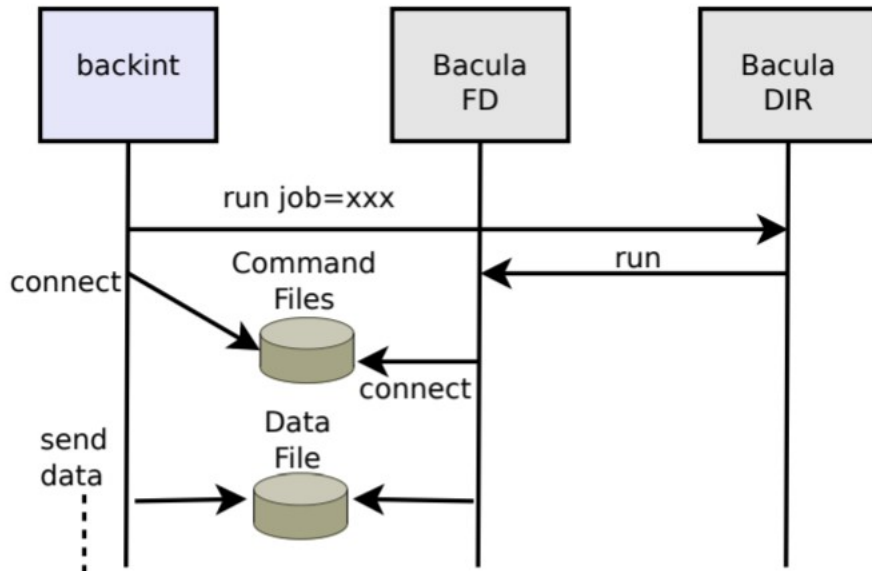 backint
Bacula
FD
Bacula
DIR
run job=xxx
run
connect
Command
Files
connect
send
data
Data
File